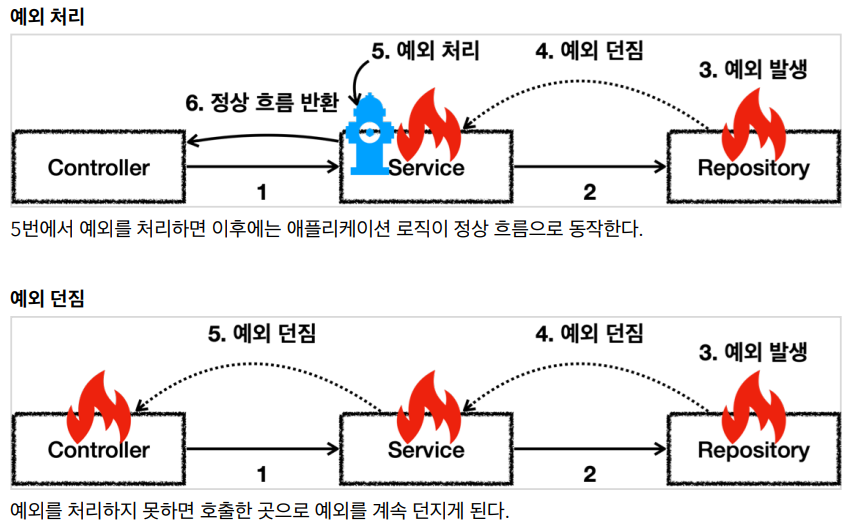 예외 처리
5. 예외 처리
4. 예외 던짐
3. 예외 발생
6. 정상 흐름 반환
Controller
Service
Repository
1
2
5번에서 예외를 처리하면 이후에는 애플리케이션 로직이 정상 흐름으로 동작한다.
예외 던짐
5. 예외 던짐
4. 예외 던짐
3. 예외 발생
Controller
Service
Repository
1
2
예외를 처리하지 못하면 호출한 곳으로 예외를 계속 던지게 된다.